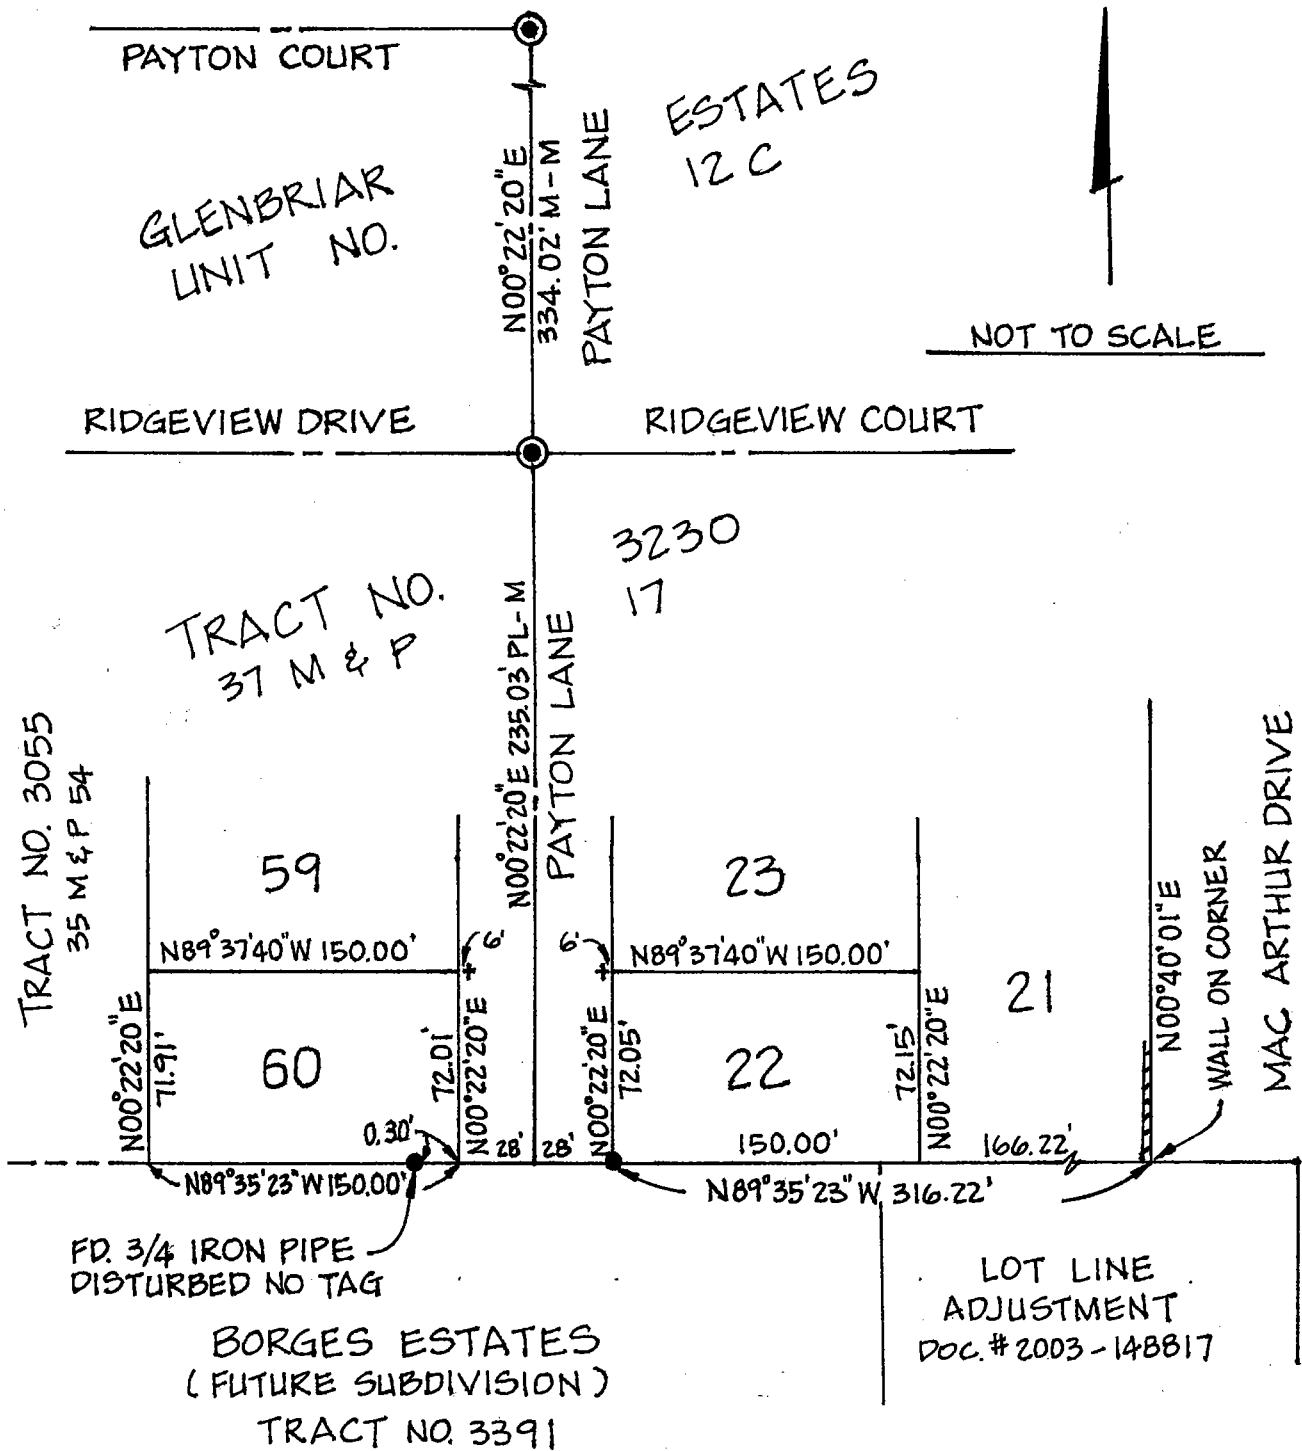 PAYTON COURT
ESTATES
12 C
N00°22'20"E
334.02' M-M
PAYTON LANE
GLENBRIAR
UNIT NO.
NOT TO SCALE
RIDGEVIEW DRIVE
RIDGEVIEW COURT
3230
17
TRACT NO.
37 M & P
N00°22'20"E 235.03' PL-M
PAYTON LANE
TRACT NO. 3055
35 M & P 54
59
23
N89°37'40"W 150.00'
6'
6'
N89°37'40"W 150.00'
N00°22'20"E
71.91'
60
72.01'
N00°22'20"E
N00°22'20"E
72.05'
22
72.15'
N00°22'20"E
21
N00°40'01"E
WALL ON CORNER
MAC ARTHUR DRIVE
0.30'
28'
28'
150.00'
166.22'
N89°35'23"W 150.00'
N89°35'23"W 316.22'
FD. 3/4 IRON PIPE
DISTURBED NO TAG
LOT LINE
ADJUSTMENT
DOC. # 2003-148817
BORGES ESTATES
(FUTURE SUBDIVISION)
TRACT NO. 3391